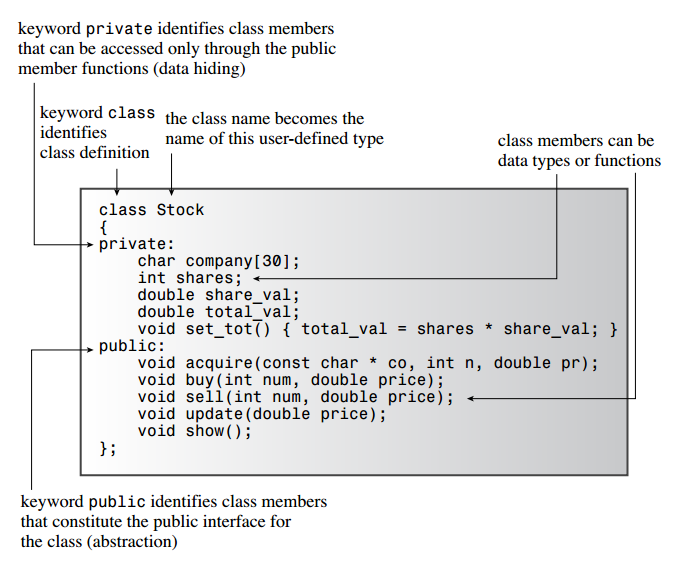 keyword private identifies class members
that can be accessed only through the public
member functions (data hiding)
keyword class
identifies
class definition
the class name becomes the
name of this user-defined type
class members can be
data types or functions
class Stock
{
private:
    char company[30];
    int shares;
    double share_val;
    double total_val;
    void set_tot() { total_val = shares * share_val; }
public:
    void acquire(const char * co, int n, double pr);
    void buy(int num, double price);
    void sell(int num, double price);
    void update(double price);
    void show();
};
keyword public identifies class members
that constitute the public interface for
the class (abstraction)